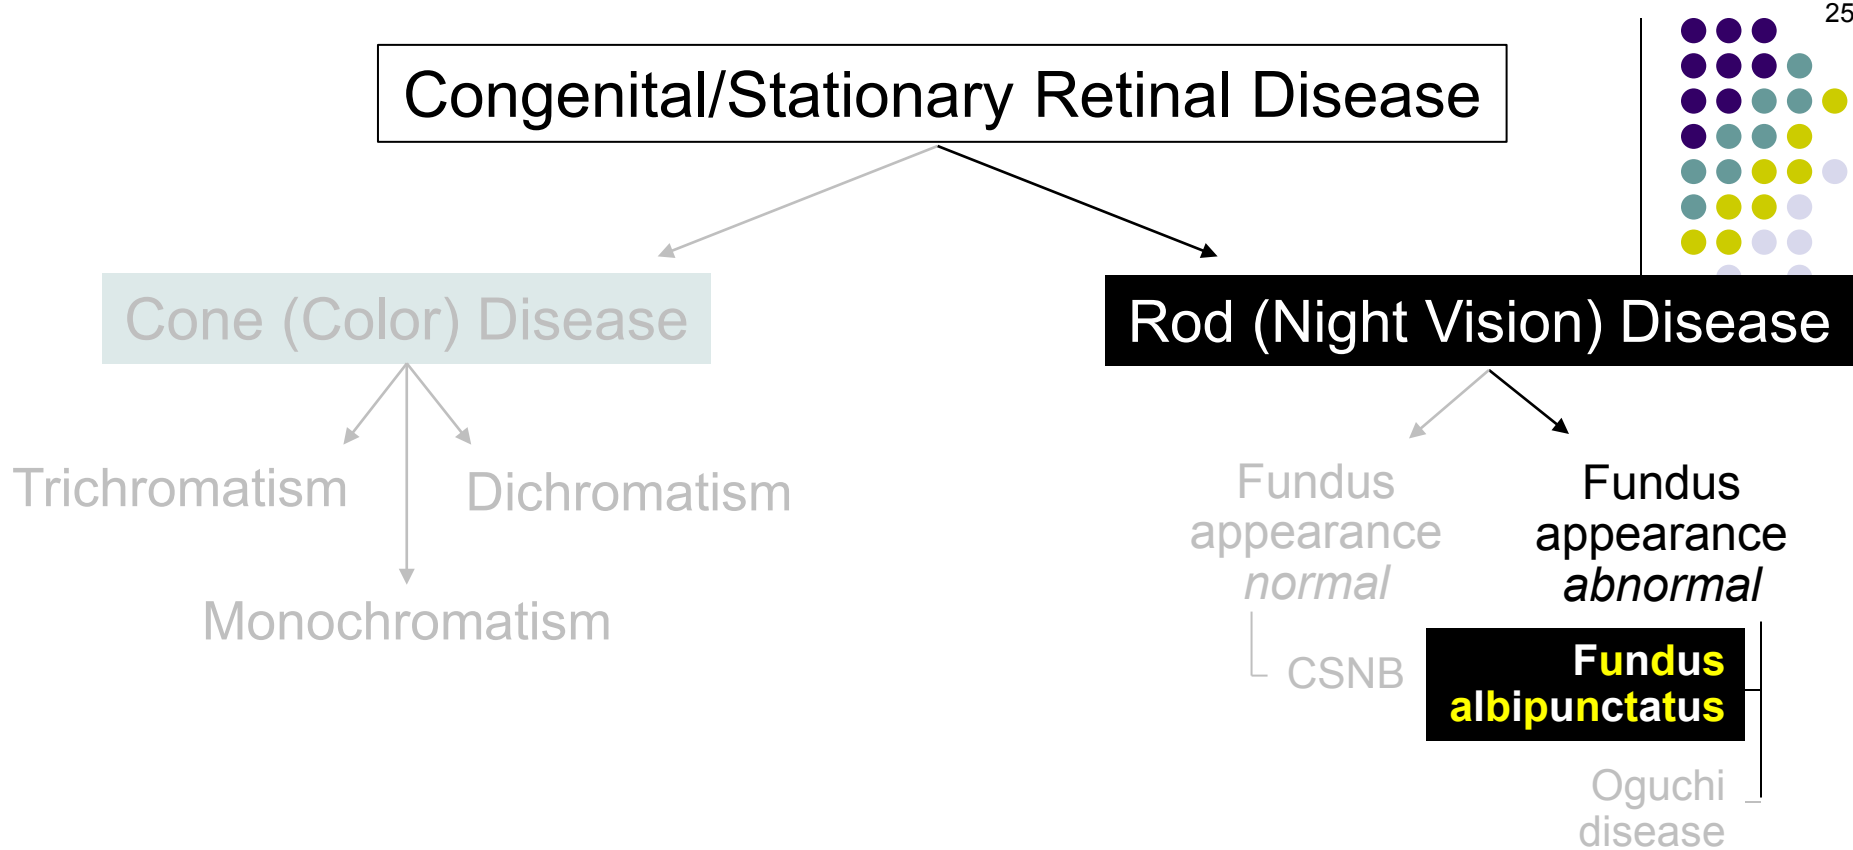 25
Congenital/Stationary Retinal Disease
Cone (Color) Disease
Rod (Night Vision) Disease
Trichromatism
Dichromatism
Monochromatism
Fundus
appearance
normal
Fundus
appearance
abnormal
CSNB
Fundus
albipunctatus
Oguchi
disease